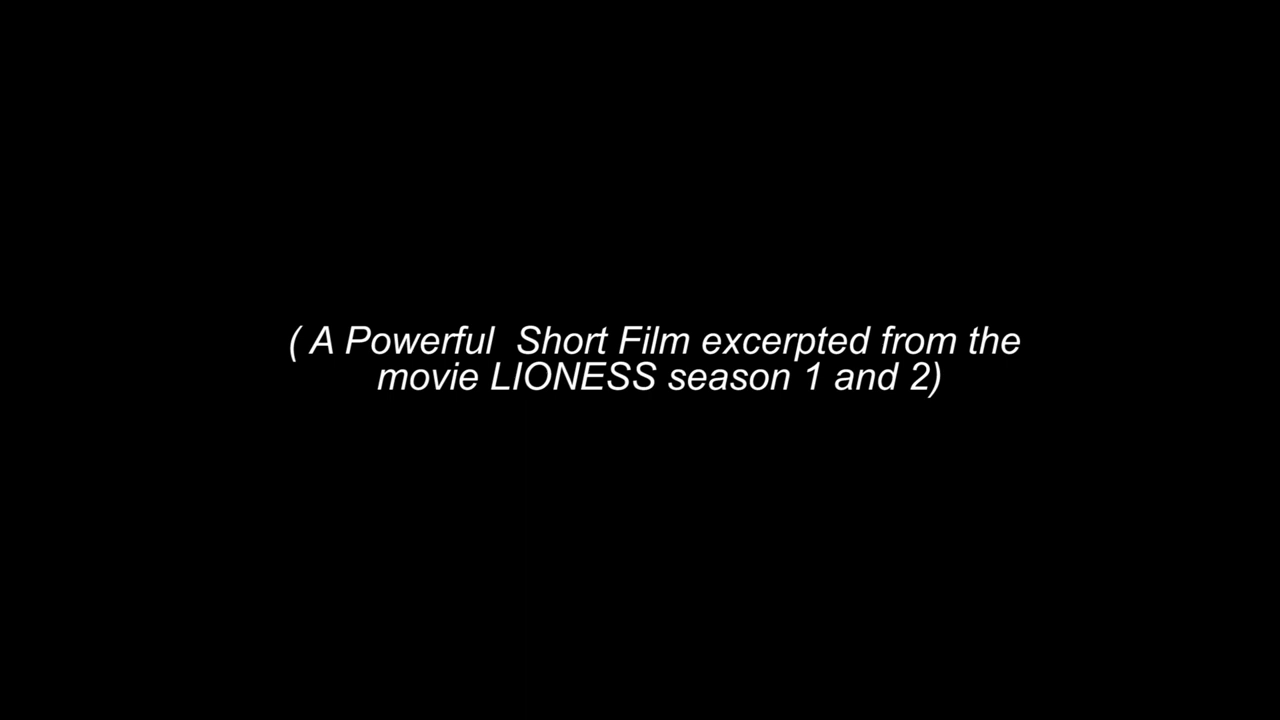 ( A Powerful  Short Film excerpted from the
movie LIONESS season 1 and 2)